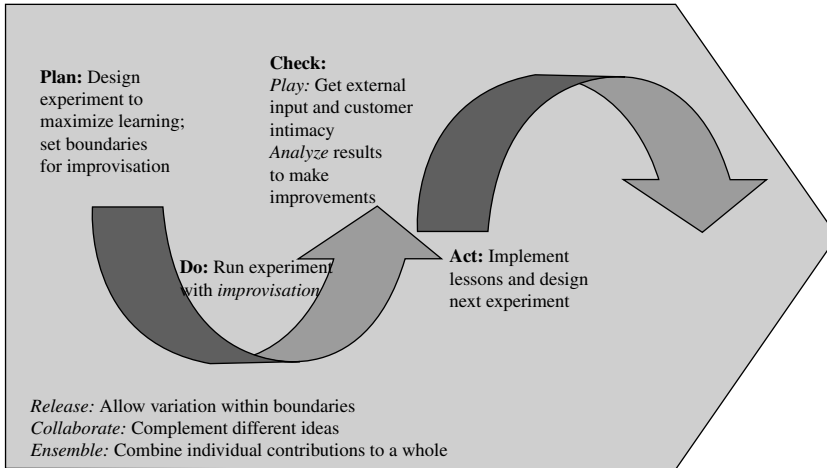 Plan: Design
experiment to
maximize learning;
set boundaries
for improvisation
Check:
Play: Get external
input and customer
intimacy
Analyze results
to make
improvements
Do: Run experiment
with improvisation
Act: Implement
lessons and design
next experiment
Release: Allow variation within boundaries
Collaborate: Complement different ideas
Ensemble: Combine individual contributions to a whole